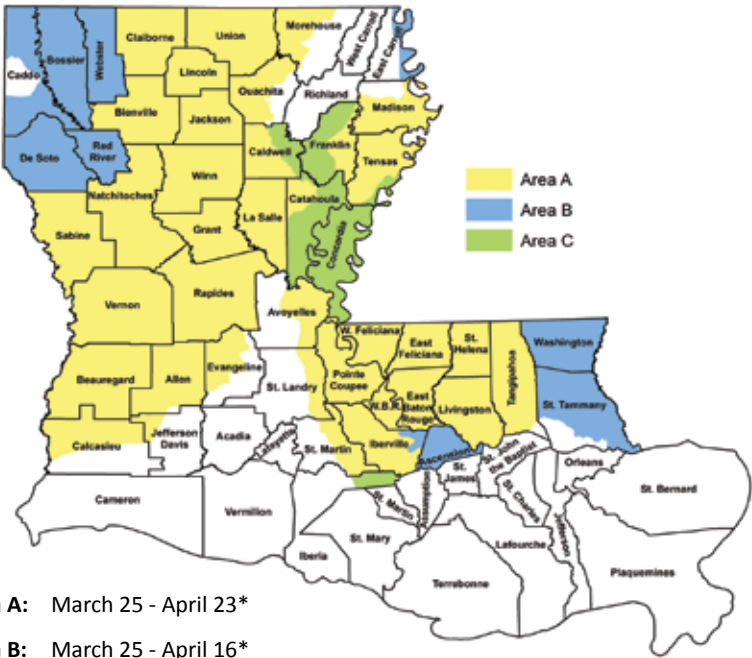 Claiborne
Union
Morehouse
West Carroll
East Carroll
Webster
Bossier
Caddo
Lincoln
Ouachita
Richland
Madison
Bienville
Jackson
Franklin
Caldwell
Tensas
De Soto
Red
River
Winn
Natchitoches
Catahoula
La Salle
Area A
Area B
Area C
Sabine
Grant
Concordia
Vernon
Rapides
Avoyelles
W. Feliciana
East
Feliciana
St.
Helena
Tangipahoa
Washington
Evangeline
Pointe
Coupee
Beauregard
Allen
St. Landry
W.B.R.
East
Baton
Rouge
Livingston
St. Tammany
Calcasieu
Jefferson
Davis
Acadia
Lafayette
St. Martin
Iberville
Ascension
St.
James
St. John
the Baptist
Orleans
St. Bernard
Cameron
Vermilion
Iberia
St. Martin
St. Mary
Assumption
St. Charles
Lafourche
Jefferson
Terrebonne
Plaquemines
A: March 25 - April 23*
B: March 25 - April 16*